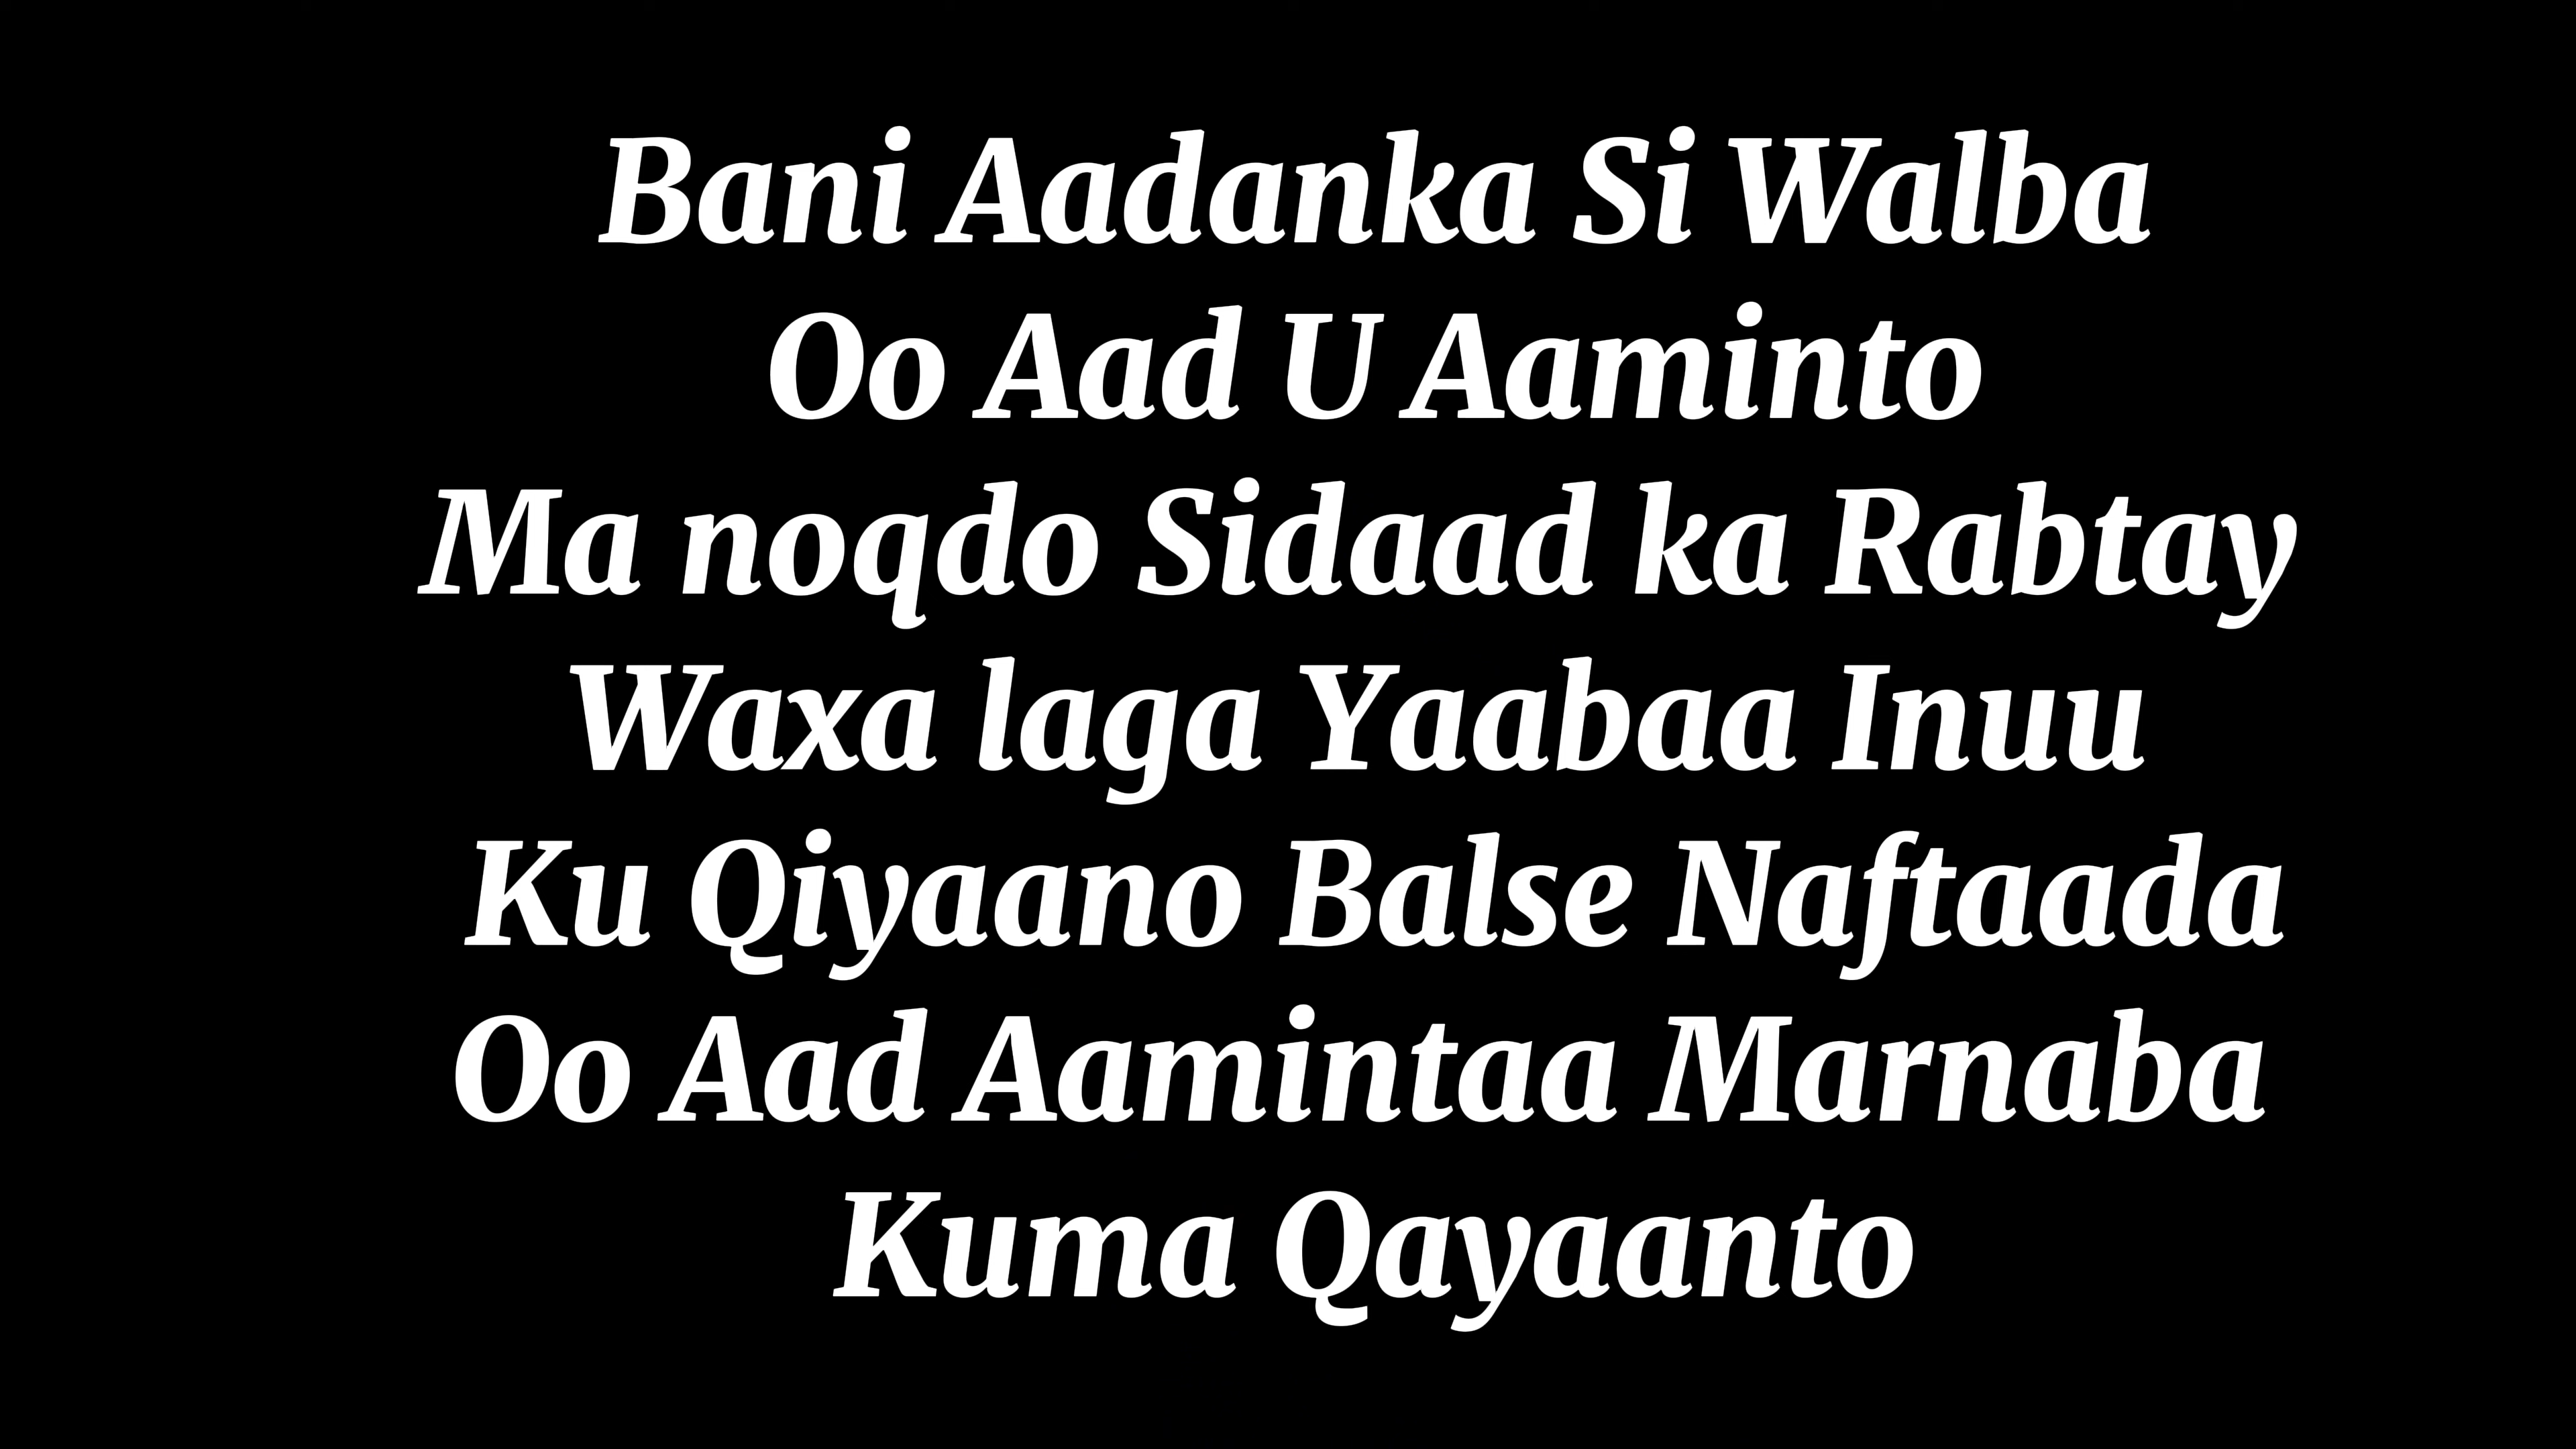 Bani Aadanka Si Walba
Oo Aad U Aaminto
Ma noqdo Sidaad ka Rabtay
Waxa laga Yaabaa Inuu
Ku Qiyaano Balse Naftaada
Oo Aad Aamintaa Marnaba
Kuma Qayaanto